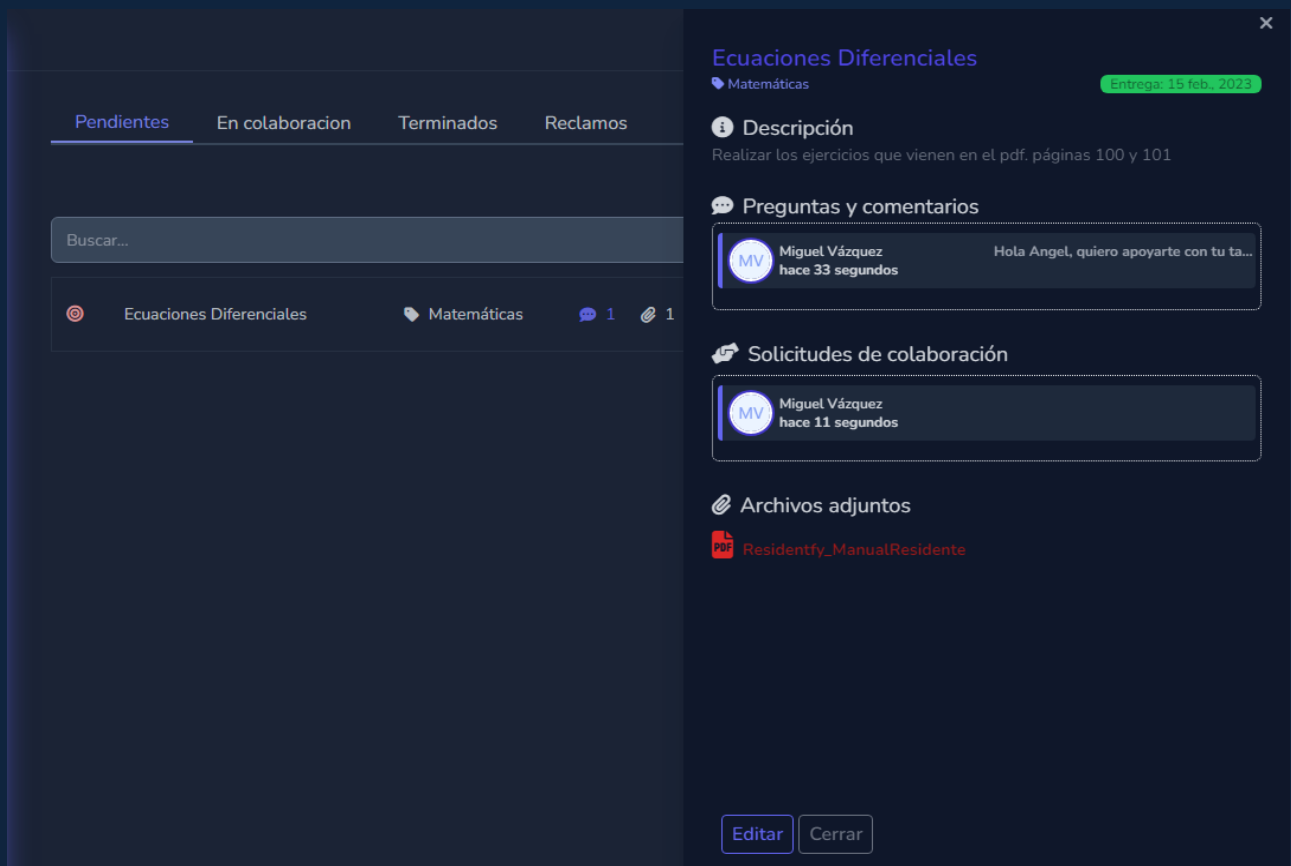 Pendientes
En colaboracion
Terminados
Reclamos
Buscar...
Ecuaciones Diferenciales
Matemáticas
1
1
×
Ecuaciones Diferenciales
Matemáticas
Entrega: 15 feb., 2023
Descripción
Realizar los ejercicios que vienen en el pdf. páginas 100 y 101
Preguntas y comentarios
MV
Miguel Vázquez
hace 33 segundos
Hola Angel, quiero apoyarte con tu ta...
Solicitudes de colaboración
MV
Miguel Vázquez
hace 11 segundos
Archivos adjuntos
PDF
Residentfy_ManualResidente
Editar
Cerrar